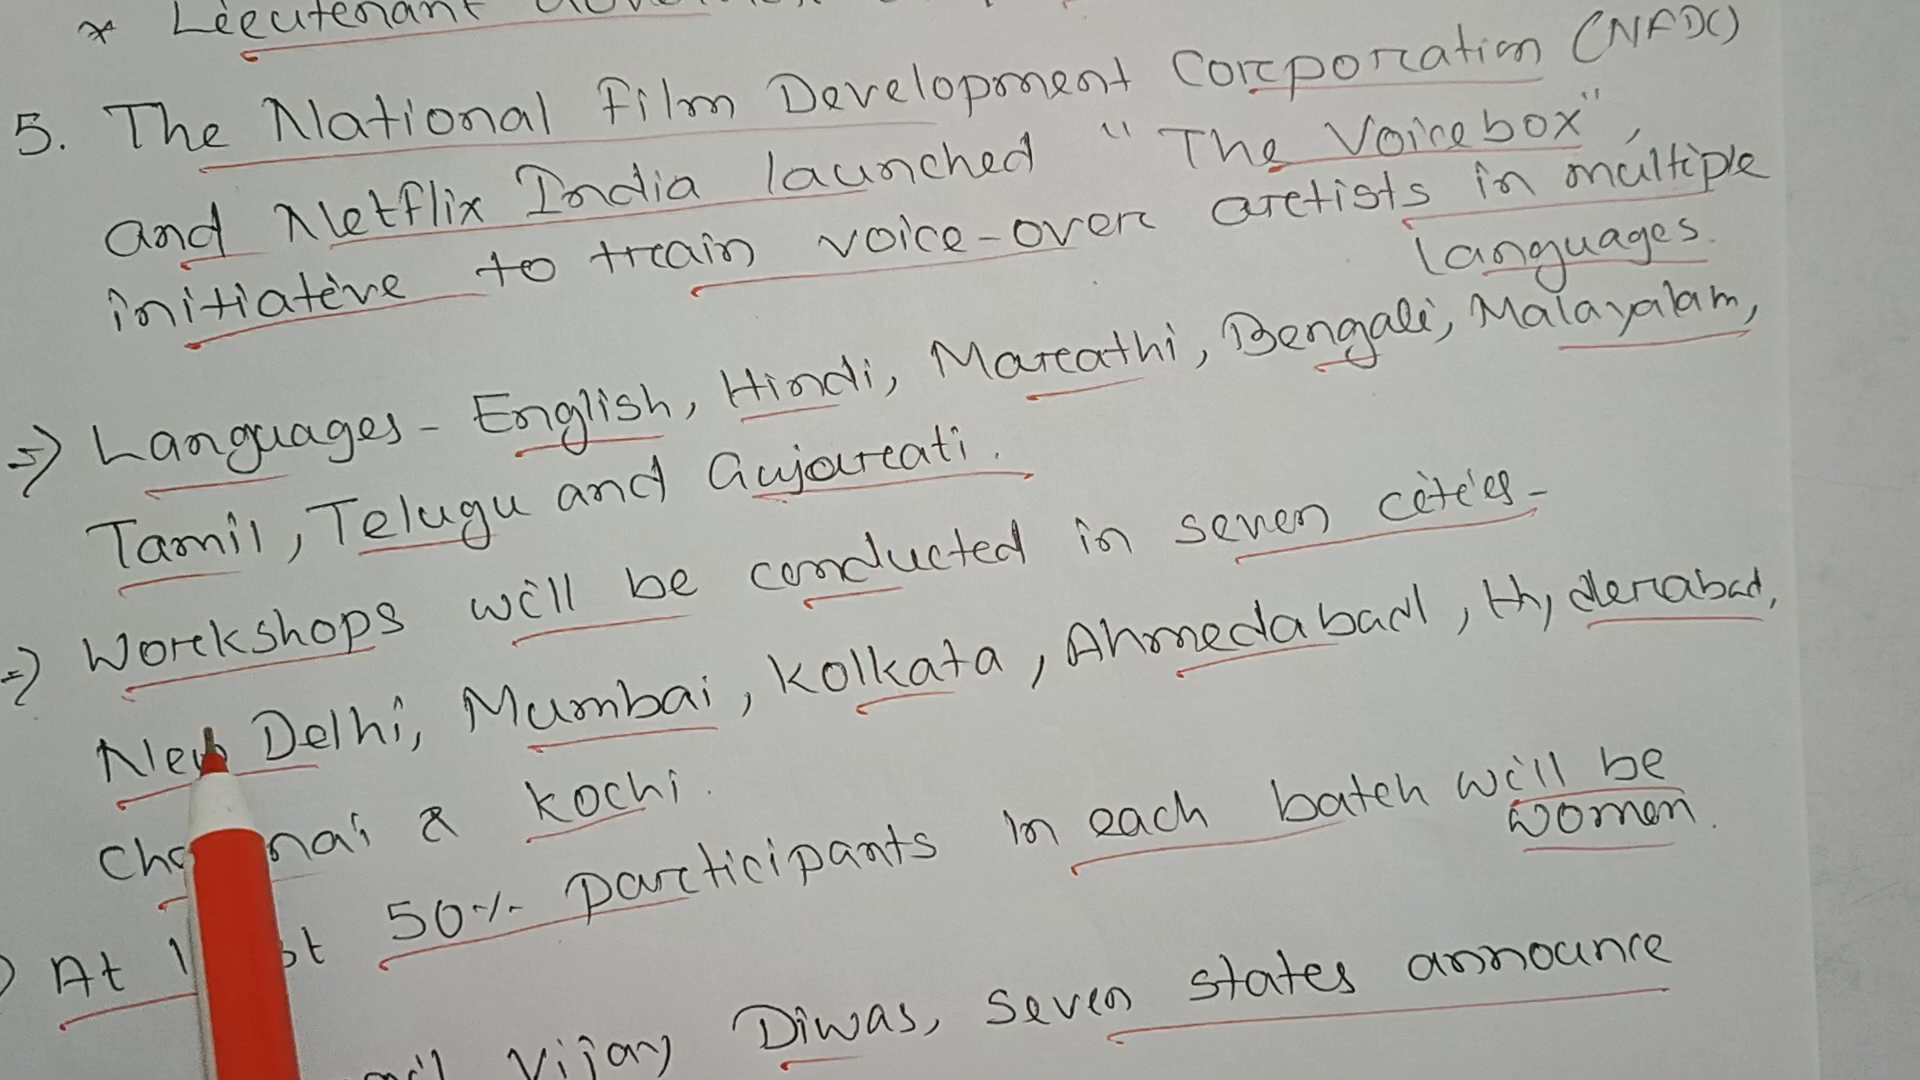 * Lieutenant
5. The National Film Development Corporation (NFDC)
and Netflix India launched "The Voicebox",
initiative to train voice-over artists in multiple
languages.
=> Languages - English, Hindi, Marathi, Bengali, Malayalam,
Tamil, Telugu and Gujarati.
=> Workshops will be conducted in seven cities -
New Delhi, Mumbai, Kolkata, Ahmedabad, Hyderabad,
& Kochi.
At 50% participants in each batch will be
women.
Vijay Diwas, seven states announce